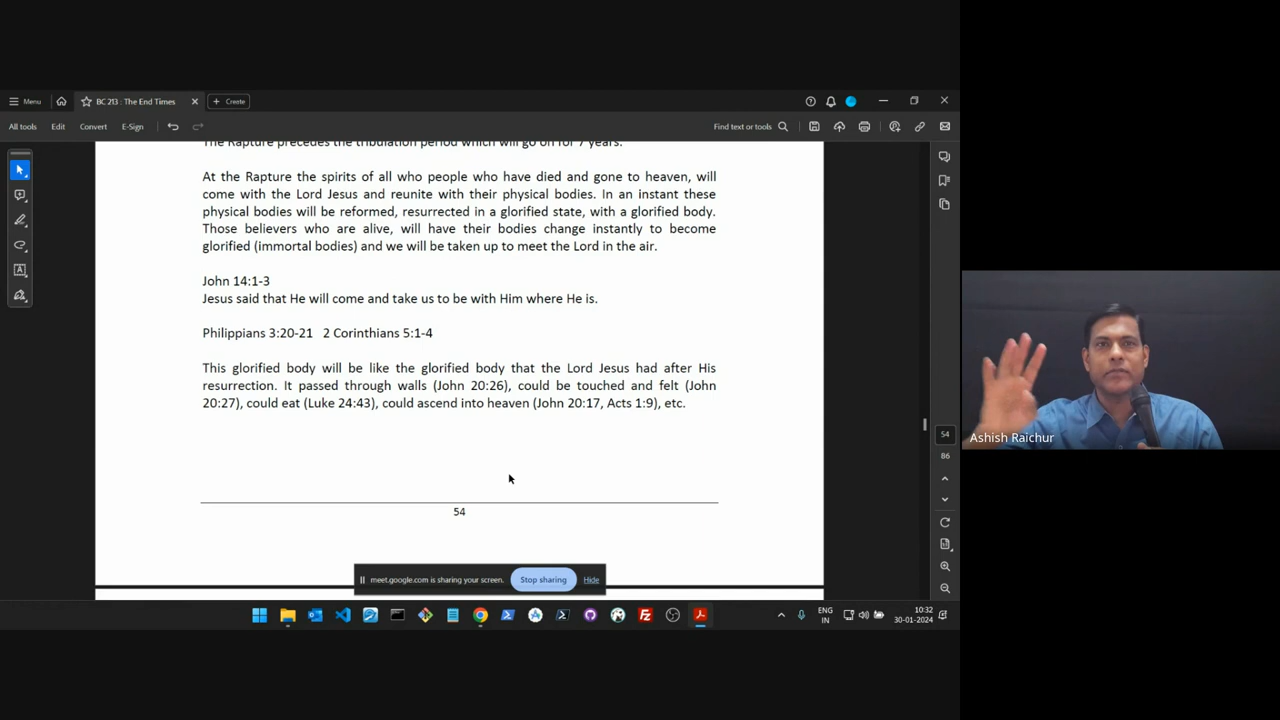 Menu
BC 213 : The End Times
Create
All tools
Edit
Convert
E-Sign
Find text or tools
The Rapture precedes the tribulation period which will go on for 7 years.
At the Rapture the spirits of all who people who have died and gone to heaven, will
come with the Lord Jesus and reunite with their physical bodies. In an instant these
physical bodies will be reformed, resurrected in a glorified state, with a glorified body.
Those believers who are alive, will have their bodies change instantly to become
glorified (immortal bodies) and we will be taken up to meet the Lord in the air.
John 14:1-3
Jesus said that He will come and take us to be with Him where He is.
Philippians 3:20-21 2 Corinthians 5:1-4
This glorified body will be like the glorified body that the Lord Jesus had after His
resurrection. It passed through walls (John 20:26), could be touched and felt (John
20:27), could eat (Luke 24:43), could ascend into heaven (John 20:17, Acts 1:9), etc.
54
54
86
Ashish Raichur
meet.google.com is sharing your screen.
Stop sharing
Hide
ENG
IN
10:32
30-01-2024